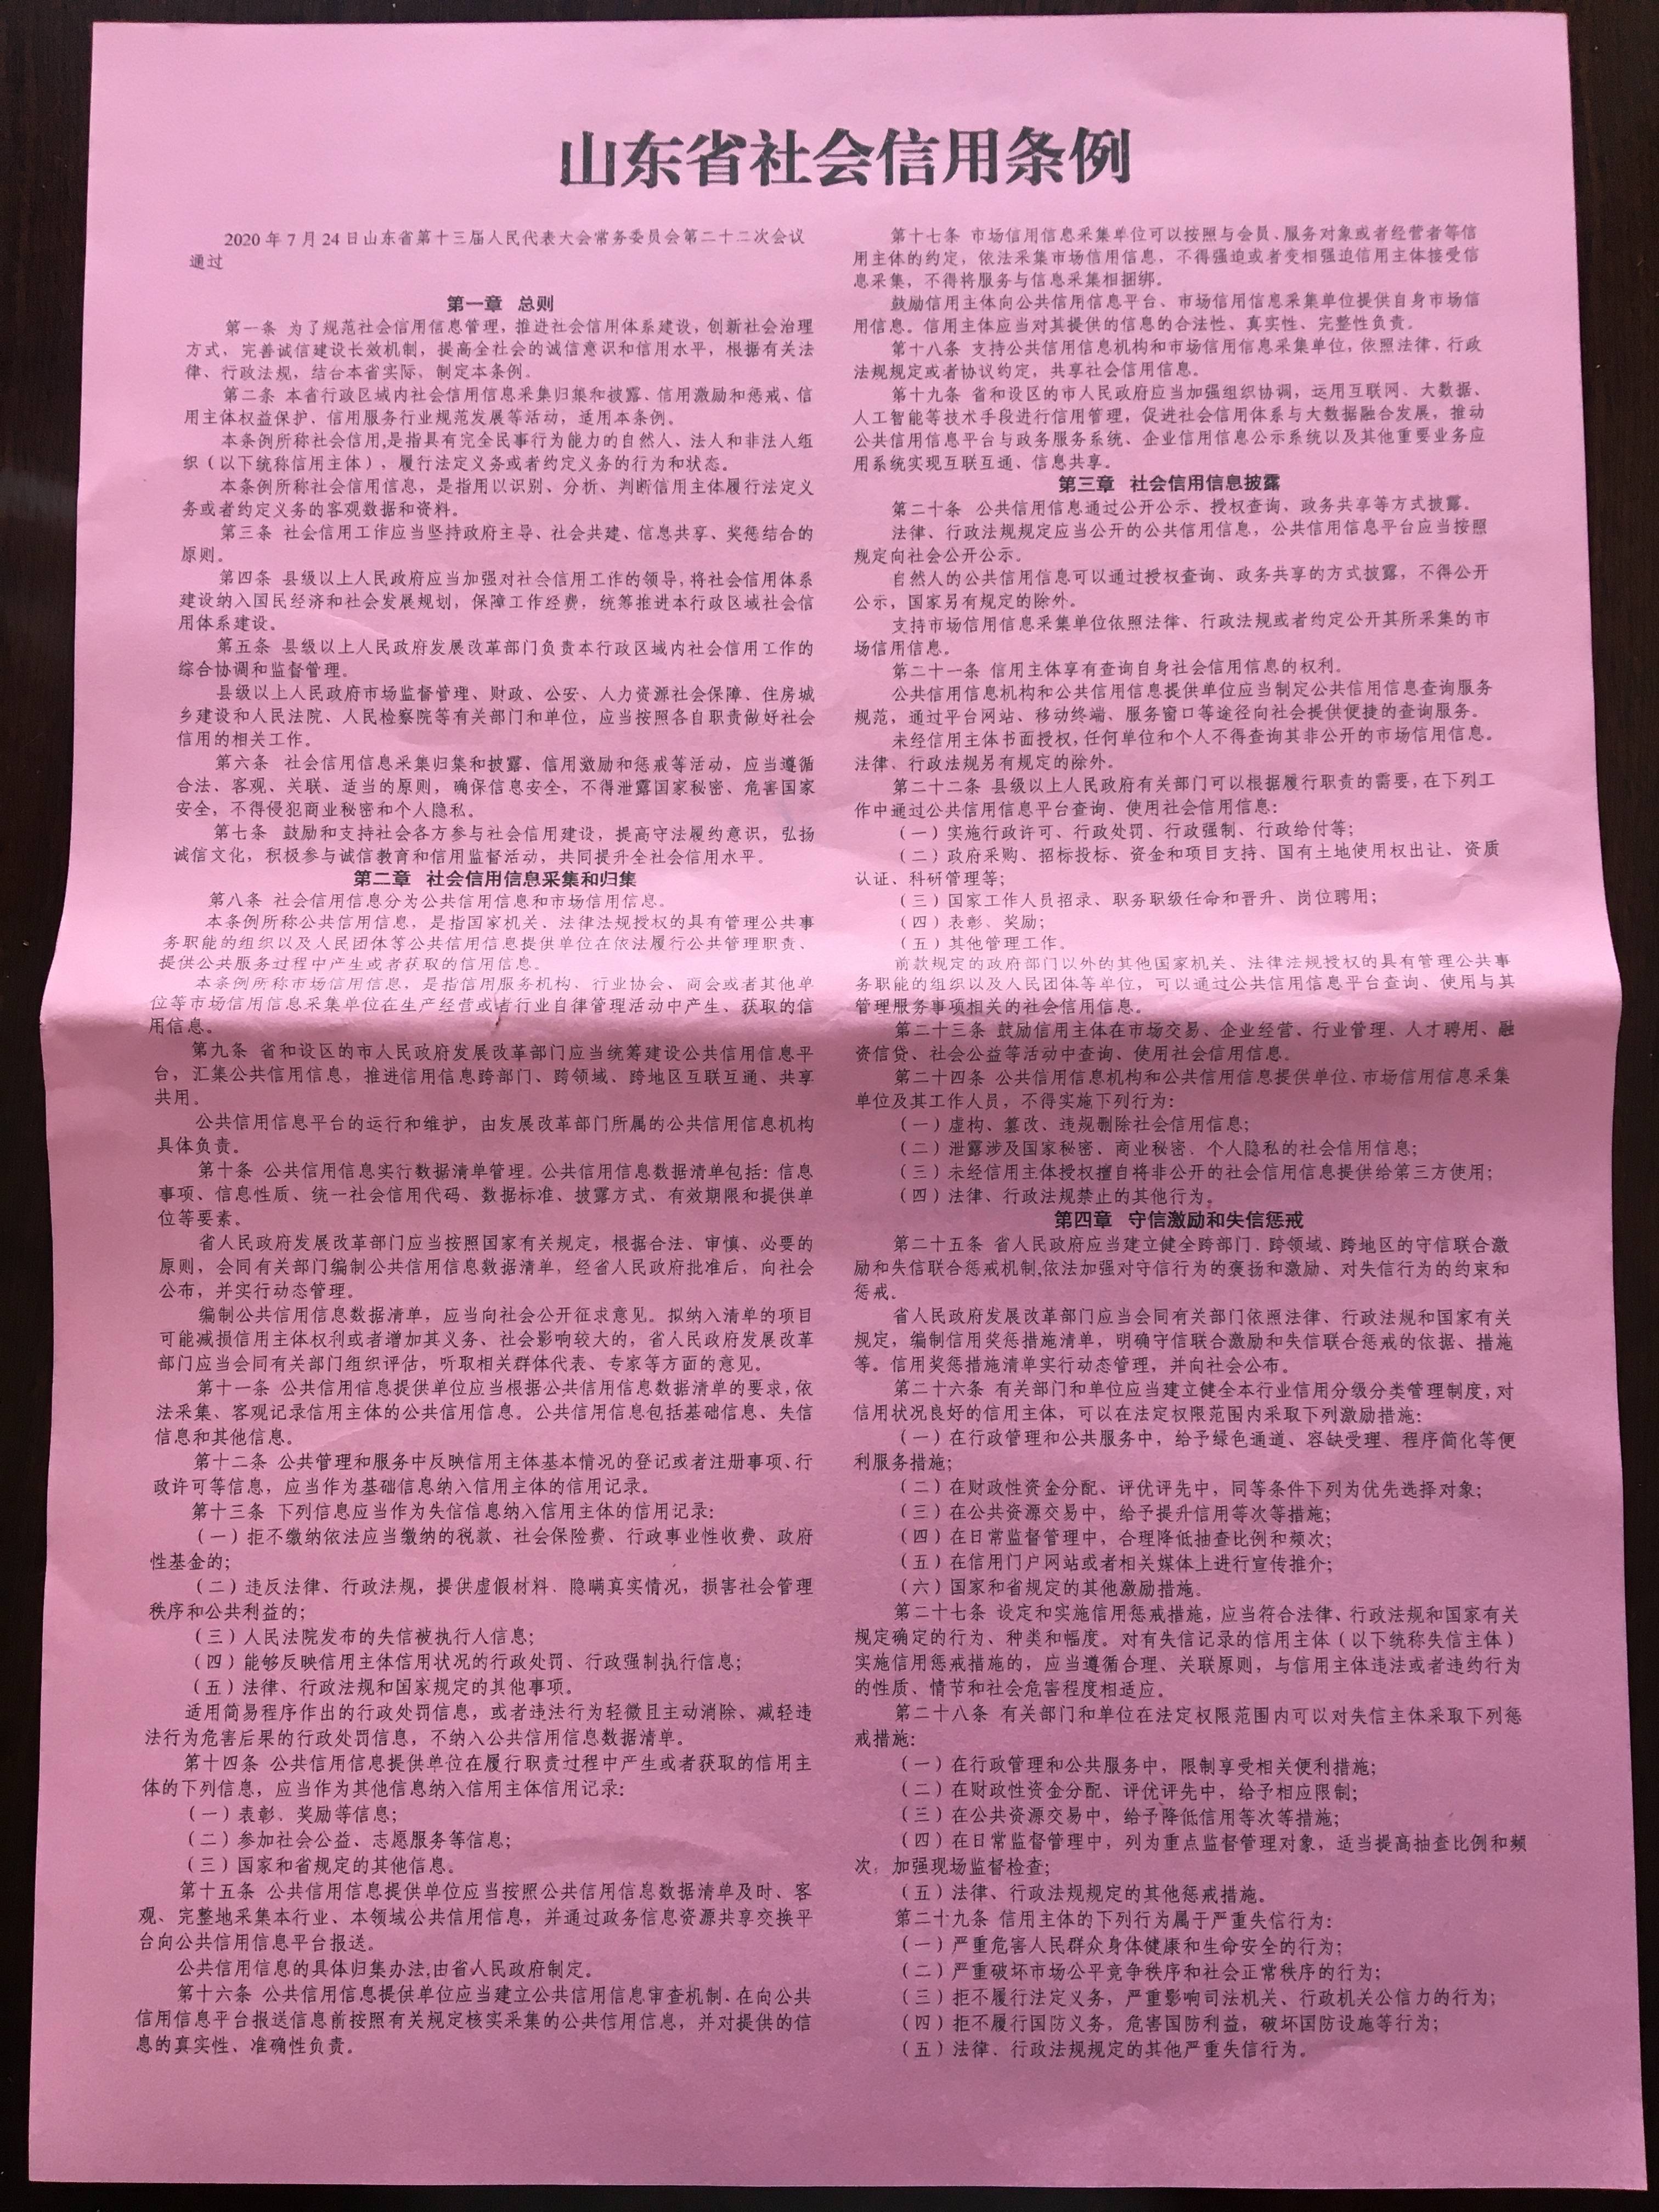 山东省社会信用条例
2020 年 7 月 24 日山东省第十三届人民代表大会常务委员会第二十二次会议
通过
第一章 总则
第一条 为了规范社会信用信息管理，推进社会信用体系建设，创新社会治理
方式，完善诚信建设长效机制，提高全社会的诚信意识和信用水平，根据有关法
律、行政法规，结合本省实际，制定本条例。
第二条 本省行政区域内社会信用信息采集归集和披露、信用激励和惩戒、信
用主体权益保护、信用服务行业规范发展等活动，适用本条例。
本条例所称社会信用,是指具有完全民事行为能力的自然人、法人和非法人组
织（以下统称信用主体），履行法定义务或者约定义务的行为和状态。
本条例所称社会信用信息，是指用以识别、分析、判断信用主体履行法定义
务或者约定义务的客观数据和资料。
第三条 社会信用工作应当坚持政府主导、社会共建、信息共享、奖惩结合的
原则。
第四条 县级以上人民政府应当加强对社会信用工作的领导,将社会信用体系
建设纳入国民经济和社会发展规划，保障工作经费，统筹推进本行政区域社会信
用体系建设。
第五条 县级以上人民政府发展改革部门负责本行政区域内社会信用工作的
综合协调和监督管理。
县级以上人民政府市场监督管理、财政、公安、人力资源社会保障、住房城
乡建设和人民法院、人民检察院等有关部门和单位，应当按照各自职责做好社会
信用的相关工作。
第六条 社会信用信息采集归集和披露、信用激励和惩戒等活动，应当遵循
合法、客观、关联、适当的原则，确保信息安全，不得泄露国家秘密、危害国家
安全，不得侵犯商业秘密和个人隐私。
第七条 鼓励和支持社会各方参与社会信用建设，提高守法履约意识，弘扬
诚信文化，积极参与诚信教育和信用监督活动，共同提升全社会信用水平。
第二章 社会信用信息采集和归集
第八条 社会信用信息分为公共信用信息和市场信用信息。
本条例所称公共信用信息，是指国家机关、法律法规授权的具有管理公共事
务职能的组织以及人民团体等公共信用信息提供单位在依法履行公共管理职责、
提供公共服务过程中产生或者获取的信用信息。
本条例所称市场信用信息，是指信用服务机构、行业协会、商会或者其他单
位等市场信用信息采集单位在生产经营或者行业自律管理活动中产生、获取的信
用信息。
第九条 省和设区的市人民政府发展改革部门应当统筹建设公共信用信息平
台，汇集公共信用信息，推进信用信息跨部门、跨领域、跨地区互联互通、共享
共用。
公共信用信息平台的运行和维护，由发展改革部门所属的公共信用信息机构
具体负责。
第十条 公共信用信息实行数据清单管理。公共信用信息数据清单包括：信息
事项、信息性质、统一社会信用代码、数据标准、披露方式、有效期限和提供单
位等要素。
省人民政府发展改革部门应当按照国家有关规定，根据合法、审慎、必要的
原则，会同有关部门编制公共信用信息数据清单，经省人民政府批准后，向社会
公布，并实行动态管理。
编制公共信用信息数据清单，应当向社会公开征求意见。拟纳入清单的项目
可能减损信用主体权利或者增加其义务、社会影响较大的，省人民政府发展改革
部门应当会同有关部门组织评估，听取相关群体代表、专家等方面的意见。
第十一条 公共信用信息提供单位应当根据公共信用信息数据清单的要求，依
法采集、客观记录信用主体的公共信用信息。公共信用信息包括基础信息、失信
信息和其他信息。
第十二条 公共管理和服务中反映信用主体基本情况的登记或者注册事项、行
政许可等信息，应当作为基础信息纳入信用主体的信用记录。
第十三条 下列信息应当作为失信信息纳入信用主体的信用记录：
（一）拒不缴纳依法应当缴纳的税款、社会保险费、行政事业性收费、政府
性基金的；
（二）违反法律、行政法规，提供虚假材料、隐瞒真实情况，损害社会管理
秩序和公共利益的；
（三）人民法院发布的失信被执行人信息；
（四）能够反映信用主体信用状况的行政处罚、行政强制执行信息；
（五）法律、行政法规和国家规定的其他事项。
适用简易程序作出的行政处罚信息，或者违法行为轻微且主动消除、减轻违
法行为危害后果的行政处罚信息，不纳入公共信用信息数据清单。
第十四条 公共信用信息提供单位在履行职责过程中产生或者获取的信用主
体的下列信息，应当作为其他信息纳入信用主体信用记录：
（一）表彰、奖励等信息；
（二）参加社会公益、志愿服务等信息；
（三）国家和省规定的其他信息。
第十五条 公共信用信息提供单位应当按照公共信用信息数据清单及时、客
观、完整地采集本行业、本领域公共信用信息，并通过政务信息资源共享交换平
台向公共信用信息平台报送。
公共信用信息的具体归集办法,由省人民政府制定。
第十六条 公共信用信息提供单位应当建立公共信用信息审查机制、在向公共
信用信息平台报送信息前按照有关规定核实采集的公共信用信息，并对提供的信
息的真实性、准确性负责。
第十七条 市场信用信息采集单位可以按照与会员、服务对象或者经营者等信
用主体的约定，依法采集市场信用信息，不得强迫或者变相强迫信用主体接受信
息采集，不得将服务与信息采集相捆绑。
鼓励信用主体向公共信用信息平台、市场信用信息采集单位提供自身市场信
用信息。信用主体应当对其提供的信息的合法性、真实性、完整性负责。
第十八条 支持公共信用信息机构和市场信用信息采集单位，依照法律、行政
法规规定或者协议约定，共享社会信用信息。
第十九条 省和设区的市人民政府应当加强组织协调，运用互联网、大数据、
人工智能等技术手段进行信用管理，促进社会信用体系与大数据融合发展，推动
公共信用信息平台与政务服务系统、企业信用信息公示系统以及其他重要业务应
用系统实现互联互通、信息共享。
第三章 社会信用信息披露
第二十条 公共信用信息通过公开公示、授权查询、政务共享等方式披露。
法律、行政法规规定应当公开的公共信用信息，公共信用信息平台应当按照
规定向社会公开公示。
自然人的公共信用信息可以通过授权查询、政务共享的方式披露，不得公开
公示，国家另有规定的除外。
支持市场信用信息采集单位依照法律、行政法规或者约定公开其所采集的市
场信用信息。
第二十一条 信用主体享有查询自身社会信用信息的权利。
公共信用信息机构和公共信用信息提供单位应当制定公共信用信息查询服务
规范，通过平台网站、移动终端、服务窗口等途径向社会提供便捷的查询服务。
未经信用主体书面授权,任何单位和个人不得查询其非公开的市场信用信息。
法律、行政法规另有规定的除外。
第二十二条 县级以上人民政府有关部门可以根据履行职责的需要，在下列工
作中通过公共信用信息平台查询、使用社会信用信息：
（一）实施行政许可、行政处罚、行政强制、行政给付等；
（二）政府采购、招标投标、资金和项目支持、国有土地使用权出让、资质
认证、科研管理等；
（三）国家工作人员招录、职务职级任命和晋升、岗位聘用；
（四）表彰、奖励；
（五）其他管理工作。
前款规定的政府部门以外的其他国家机关、法律法规授权的具有管理公共事
务职能的组织以及人民团体等单位，可以通过公共信用信息平台查询、使用与其
管理服务事项相关的社会信用信息。
第二十三条 鼓励信用主体在市场交易、企业经营、行业管理、人才聘用、融
资信贷、社会公益等活动中查询、使用社会信用信息。
第二十四条 公共信用信息机构和公共信用信息提供单位、市场信用信息采集
单位及其工作人员，不得实施下列行为：
（一）虚构、篡改、违规删除社会信用信息；
（二）泄露涉及国家秘密、商业秘密、个人隐私的社会信用信息；
（三）未经信用主体授权擅自将非公开的社会信用信息提供给第三方使用；
（四）法律、行政法规禁止的其他行为。
第四章 守信激励和失信惩戒
第二十五条 省人民政府应当建立健全跨部门、跨领域、跨地区的守信联合激
励和失信联合惩戒机制,依法加强对守信行为的褒扬和激励、对失信行为的约束和
惩戒。
省人民政府发展改革部门应当会同有关部门依照法律、行政法规和国家有关
规定，编制信用奖惩措施清单，明确守信联合激励和失信联合惩戒的依据、措施
等。信用奖惩措施清单实行动态管理，并向社会公布。
第二十六条 有关部门和单位应当建立健全本行业信用分级分类管理制度，对
信用状况良好的信用主体，可以在法定权限范围内采取下列激励措施：
（一）在行政管理和公共服务中，给予绿色通道、容缺受理、程序简化等便
利服务措施；
（二）在财政性资金分配、评优评先中，同等条件下列为优先选择对象；
（三）在公共资源交易中，给予提升信用等次等措施；
（四）在日常监督管理中，合理降低抽查比例和频次；
（五）在信用门户网站或者相关媒体上进行宣传推介；
（六）国家和省规定的其他激励措施。
第二十七条 设定和实施信用惩戒措施，应当符合法律、行政法规和国家有关
规定确定的行为、种类和幅度。对有失信记录的信用主体（以下统称失信主体）
实施信用惩戒措施的，应当遵循合理、关联原则，与信用主体违法或者违约行为
的性质、情节和社会危害程度相适应。
第二十八条 有关部门和单位在法定权限范围内可以对失信主体采取下列惩
戒措施：
（一）在行政管理和公共服务中，限制享受相关便利措施；
（二）在财政性资金分配、评优评先中，给予相应限制；
（三）在公共资源交易中，给予降低信用等次等措施；
（四）在日常监督管理中，列为重点监督管理对象，适当提高抽查比例和频
次，加强现场监督检查；
（五）法律、行政法规规定的其他惩戒措施。
第二十九条 信用主体的下列行为属于严重失信行为：
（一）严重危害人民群众身体健康和生命安全的行为；
（二）严重破坏市场公平竞争秩序和社会正常秩序的行为；
（三）拒不履行法定义务，严重影响司法机关、行政机关公信力的行为；
（四）拒不履行国防义务，危害国防利益，破坏国防设施等行为；
（五）法律、行政法规规定的其他严重失信行为。